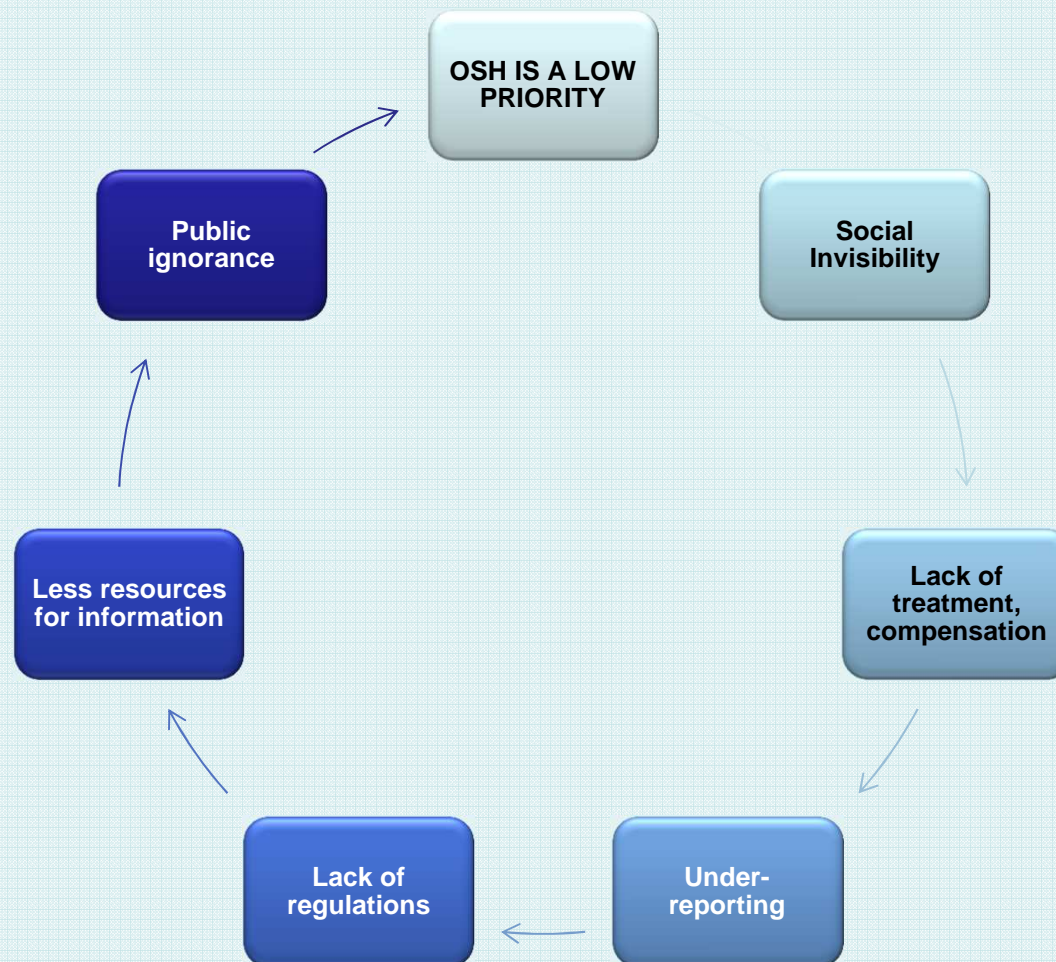 OSH IS A LOW
PRIORITY
Social
Invisibility
Lack of
treatment,
compensation
Under-
reporting
Lack of
regulations
Less resources
for information
Public
ignorance